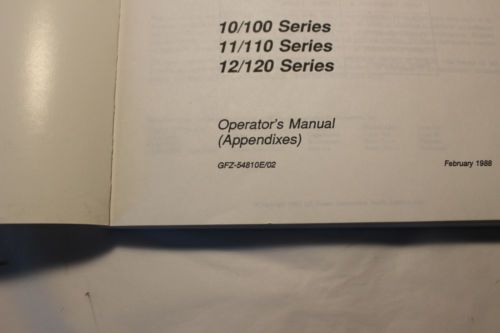 10/100 Series
11/110 Series
12/120 Series
Operator's Manual
(Appendixes)
GFZ-54810E/02
February 1988